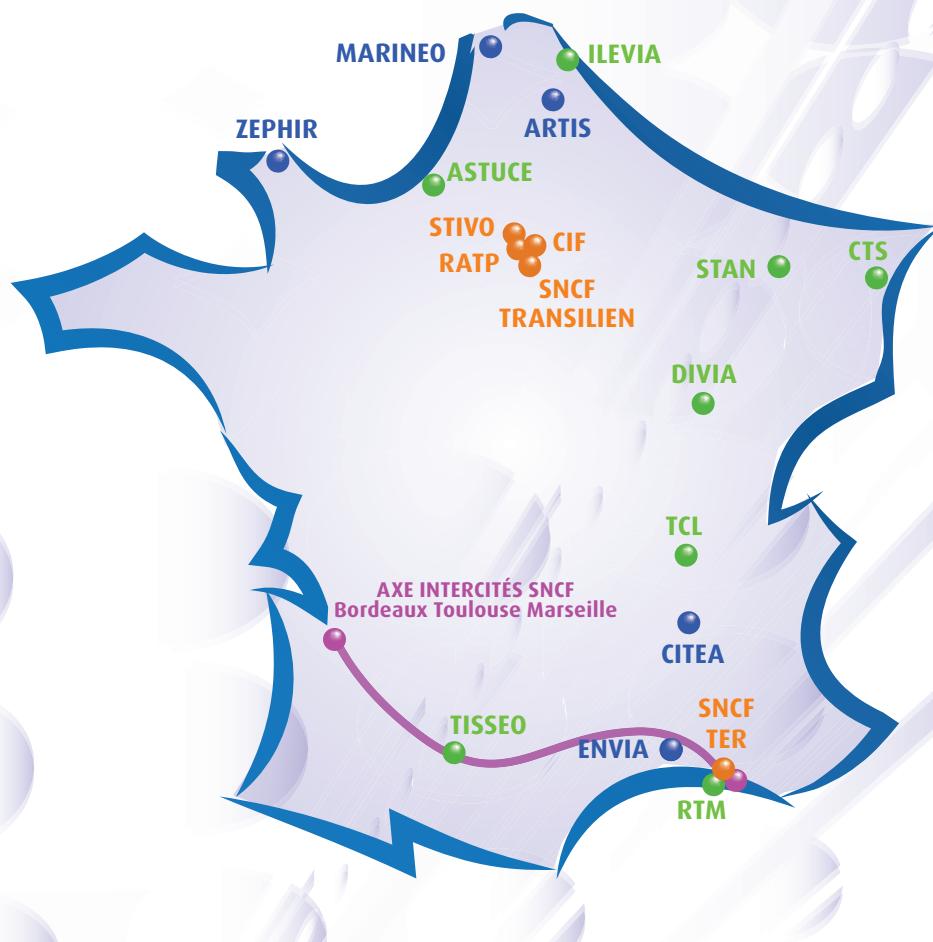 MARINEO
ILEVIA
ARTIS
ZEPHIR
ASTUCE
STIVO
CIF
RATP
SNCF
TRANSILIEN
STAN
CTS
DIVIA
TCL
AXE INTERCITÉS SNCF
Bordeaux Toulouse Marseille
CITEA
SNCF
TER
TISSEO
ENVIA
RTM